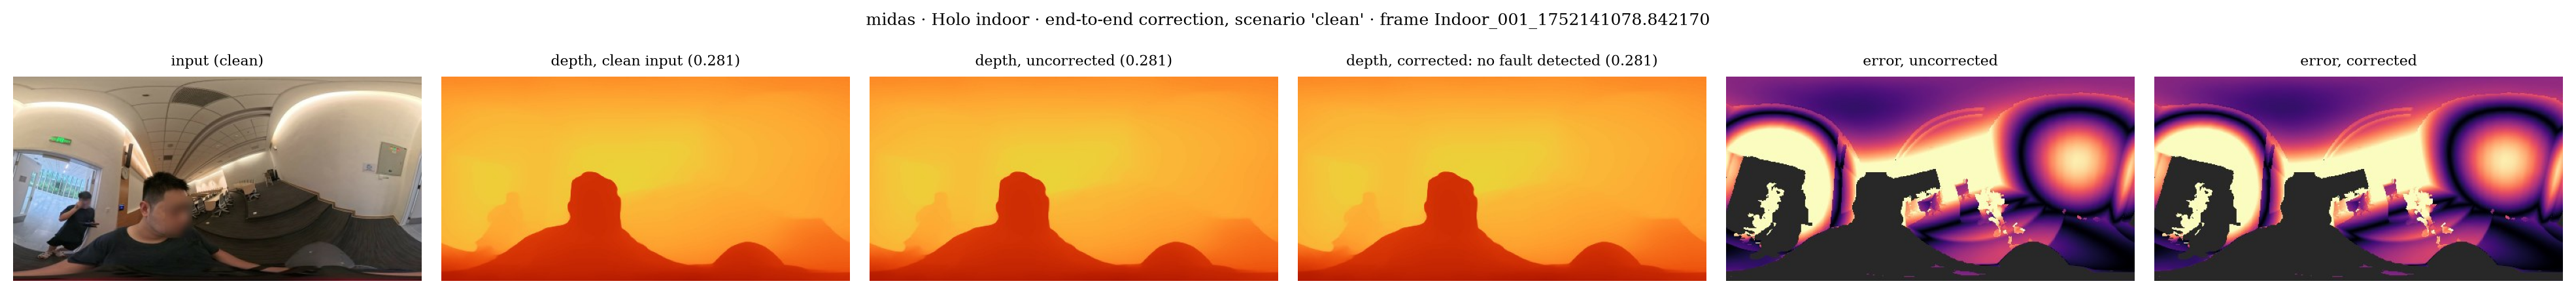 midas · Holo indoor · end-to-end correction, scenario 'clean' · frame Indoor_001_1752141078.842170
input (clean)
depth, clean input (0.281)
depth, uncorrected (0.281)
depth, corrected: no fault detected (0.281)
error, uncorrected
error, corrected